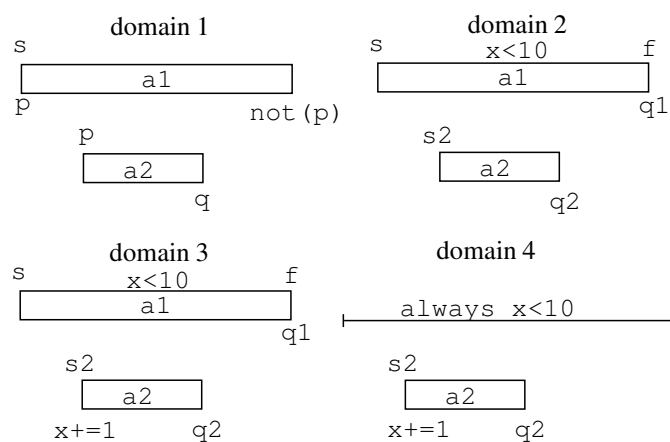 domain 1
s
a1
p
not(p)
p
a2
q
domain 2
s
x<10
f
a1
q1
s2
a2
q2
domain 3
s
x<10
f
a1
q1
s2
a2
x+=1
q2
domain 4
always x<10
s2
a2
x+=1
q2